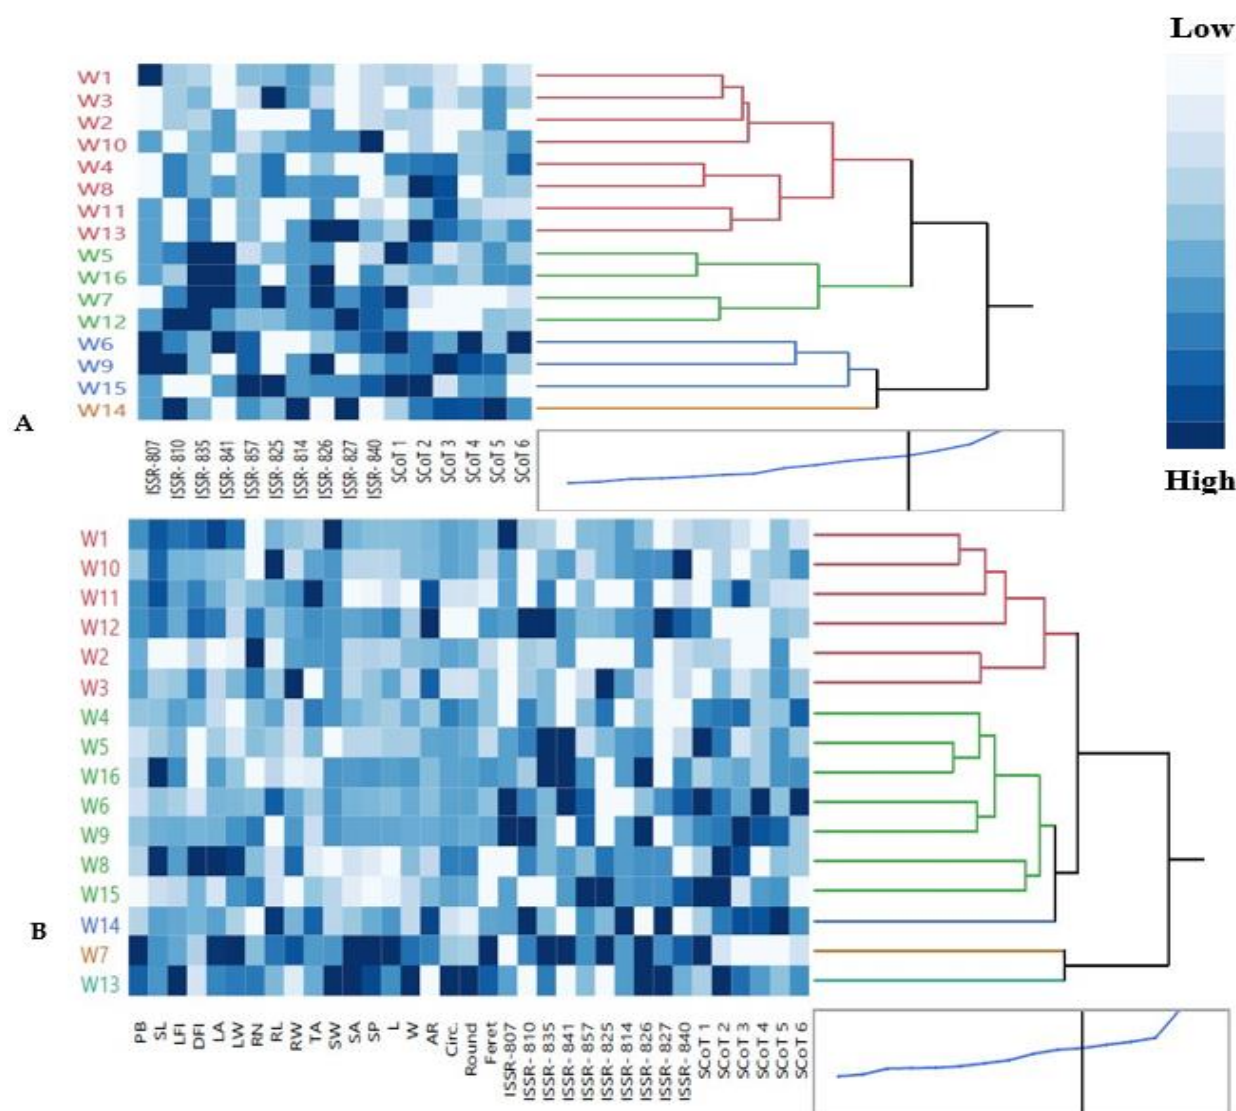 Low
High
A
W1
W3
W2
W10
W4
W8
W11
W13
W5
W16
W7
W12
W6
W9
W15
W14
ISSR-807
ISSR- 810
ISSR- 835
ISSR- 841
ISSR- 857
ISSR- 825
ISSR- 814
ISSR- 826
ISSR- 827
ISSR- 840
SCoT 1
SCoT 2
SCoT 3
SCoT 4
SCoT 5
SCoT 6
B
W1
W10
W11
W12
W2
W3
W4
W5
W16
W6
W9
W8
W15
W14
W7
W13
PB
SL
LFI
DFI
LA
LW
RN
RL
RW
TA
SW
SA
SP
L
W
AR
Circ.
Round
Feret
ISSR-807
ISSR- 810
ISSR- 835
ISSR- 841
ISSR- 857
ISSR- 825
ISSR- 814
ISSR- 826
ISSR- 827
ISSR- 840
SCoT 1
SCoT 2
SCoT 3
SCoT 4
SCoT 5
SCoT 6